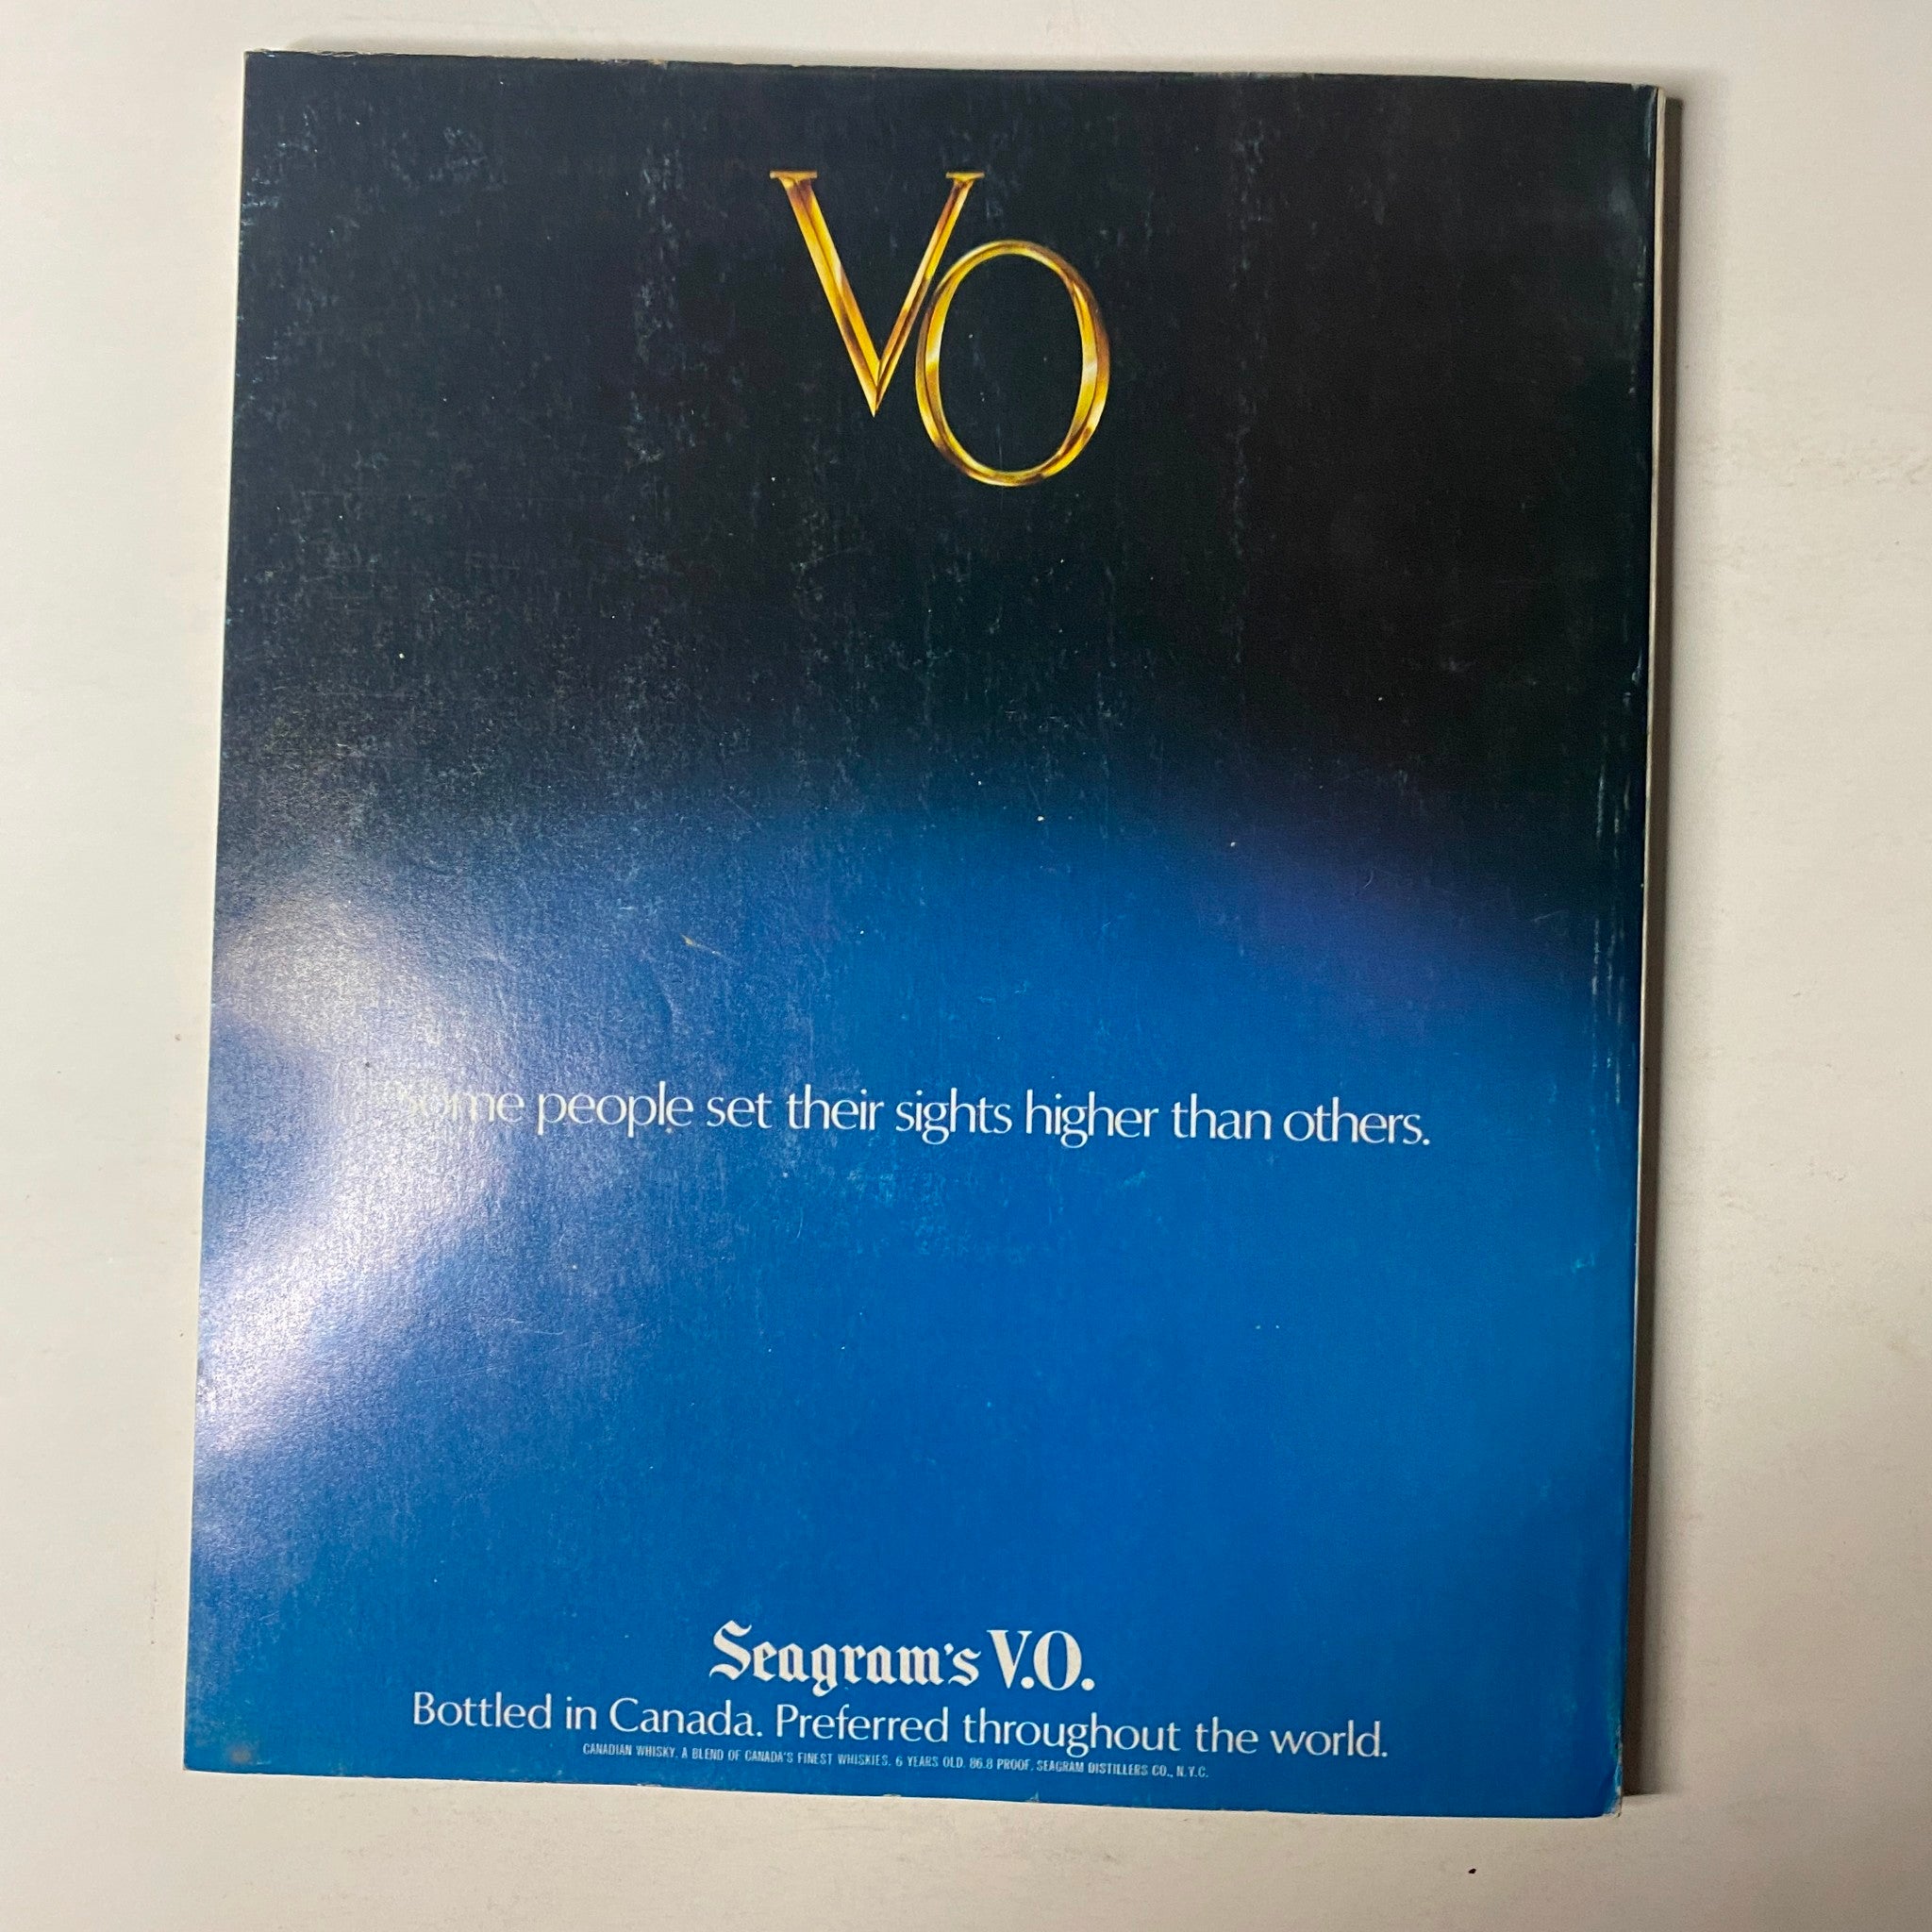 VO
Some people set their sights higher than others.
Seagram's V.O.
Bottled in Canada. Preferred throughout the world.
CANADIAN WHISKY. A BLEND OF CANADA'S FINEST WHISKIES. 6 YEARS OLD. 86.8 PROOF. SEAGRAM DISTILLERS CO., N.Y.C.